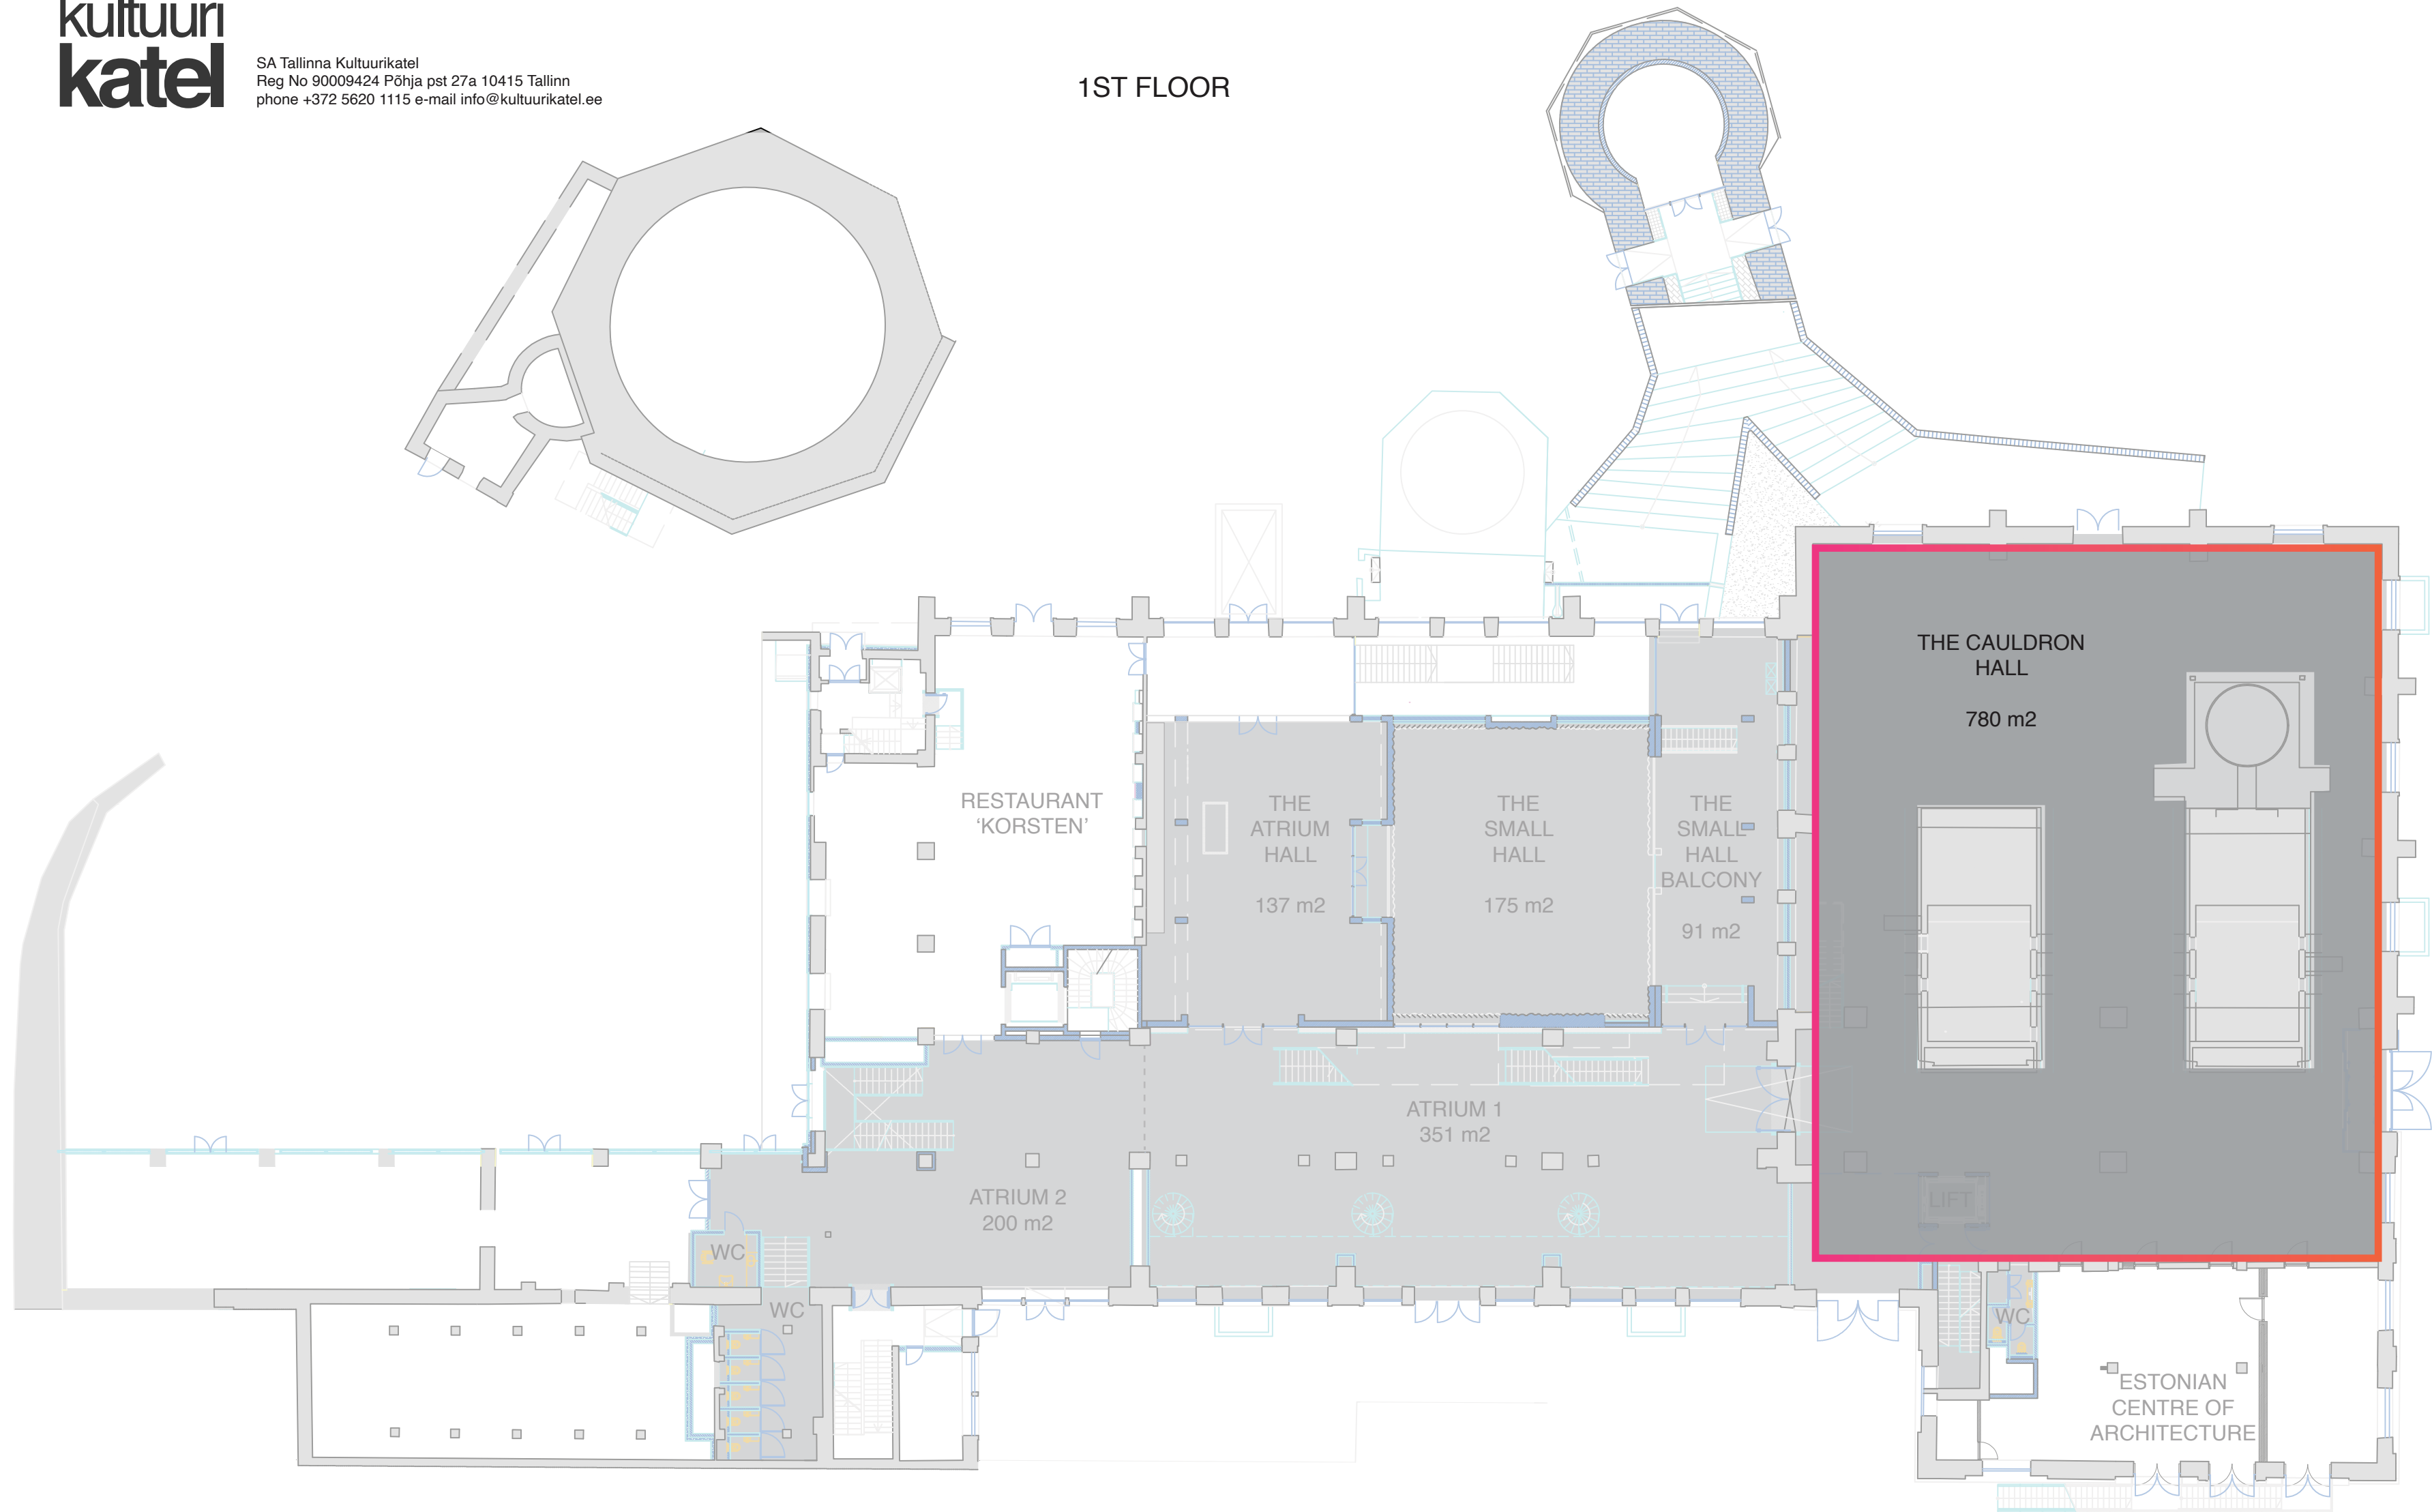 kultuuri
katel
SA Tallinna Kultuurikatel
Reg No 90009424 Põhja pst 27a 10415 Tallinn
phone +372 5620 1115 e-mail info@kultuurikatel.ee
1ST FLOOR
THE CAULDRON
HALL
780 m2
RESTAURANT
‘KORSTEN’
THE
ATRIUM
HALL
137 m2
THE
SMALL
HALL
175 m2
THE
SMALL
HALL
BALCONY
91 m2
ATRIUM 1
351 m2
ATRIUM 2
200 m2
LIFT
WC
WC
WC
ESTONIAN
CENTRE OF
ARCHITECTURE